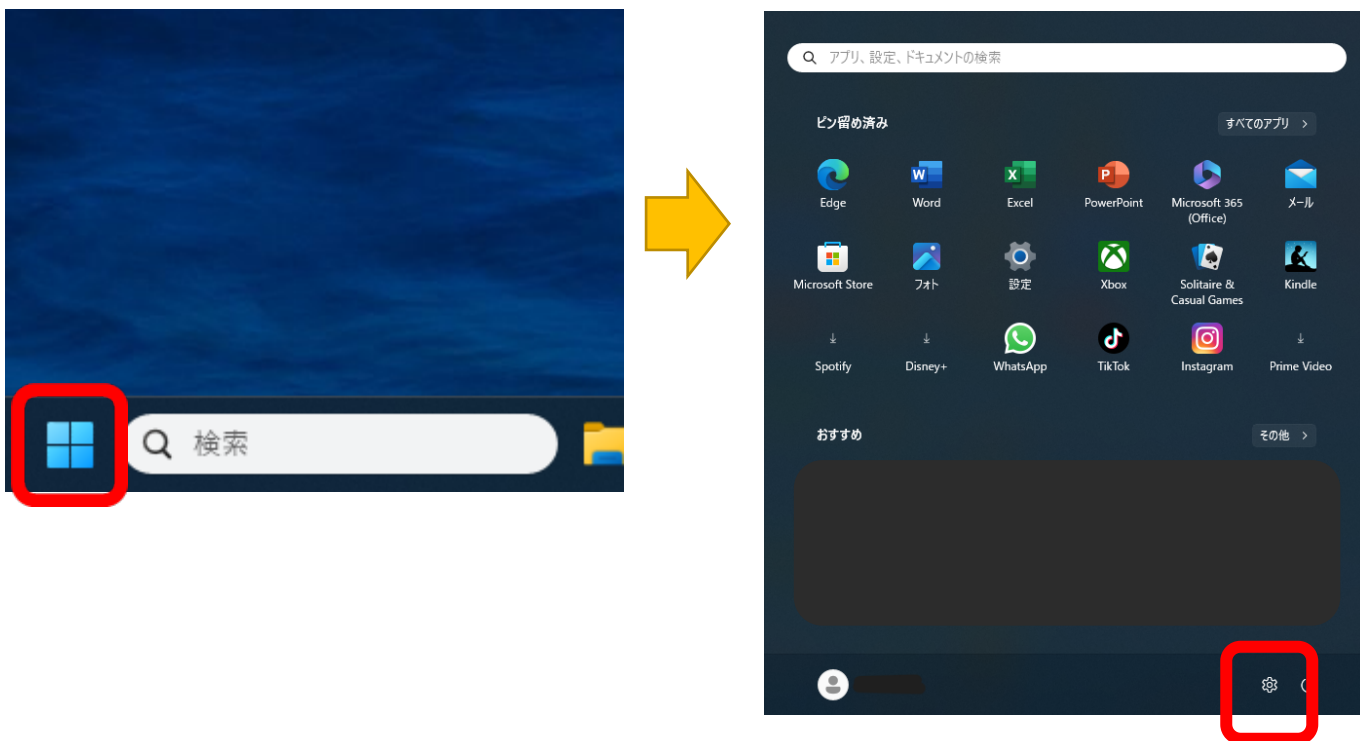 検索
アプリ、設定、ドキュメントの検索
ピン留め済み
すべてのアプリ >
Edge
Word
Excel
PowerPoint
Microsoft 365
(Office)
メール
Microsoft Store
フォト
設定
Xbox
Solitaire &
Casual Games
Kindle
Spotify
Disney+
WhatsApp
TikTok
Instagram
Prime Video
おすすめ
その他 >